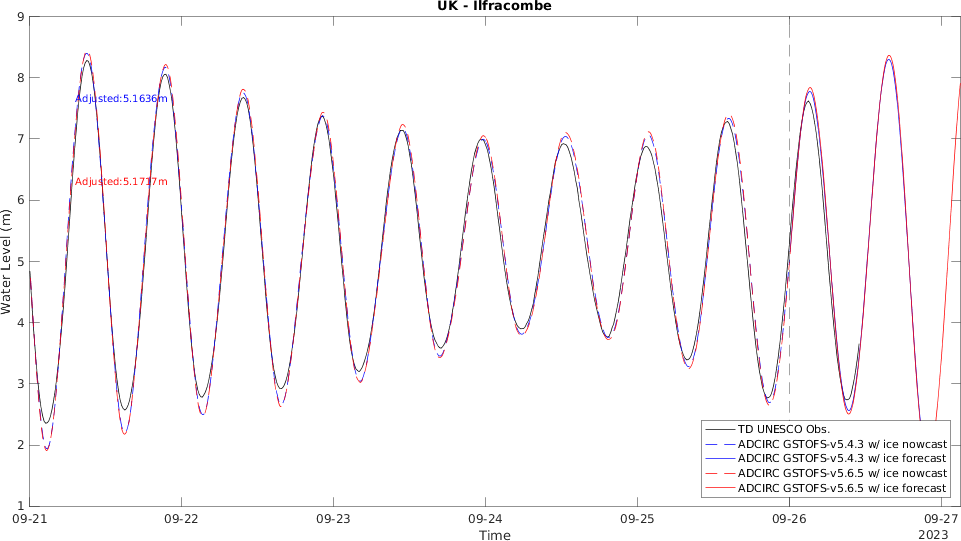 UK - Ilfracombe
9
8
7
6
5
4
3
2
1
Water Level (m)
Adjusted:5.1636m
Adjusted:5.1717m
TD UNESCO Obs.
ADCIRC GSTOFS-v5.4.3 w/ ice nowcast
ADCIRC GSTOFS-v5.4.3 w/ ice forecast
ADCIRC GSTOFS-v5.6.5 w/ ice nowcast
ADCIRC GSTOFS-v5.6.5 w/ ice forecast
09-21 09-22 09-23 09-24 09-25 09-26 09-27
Time
2023